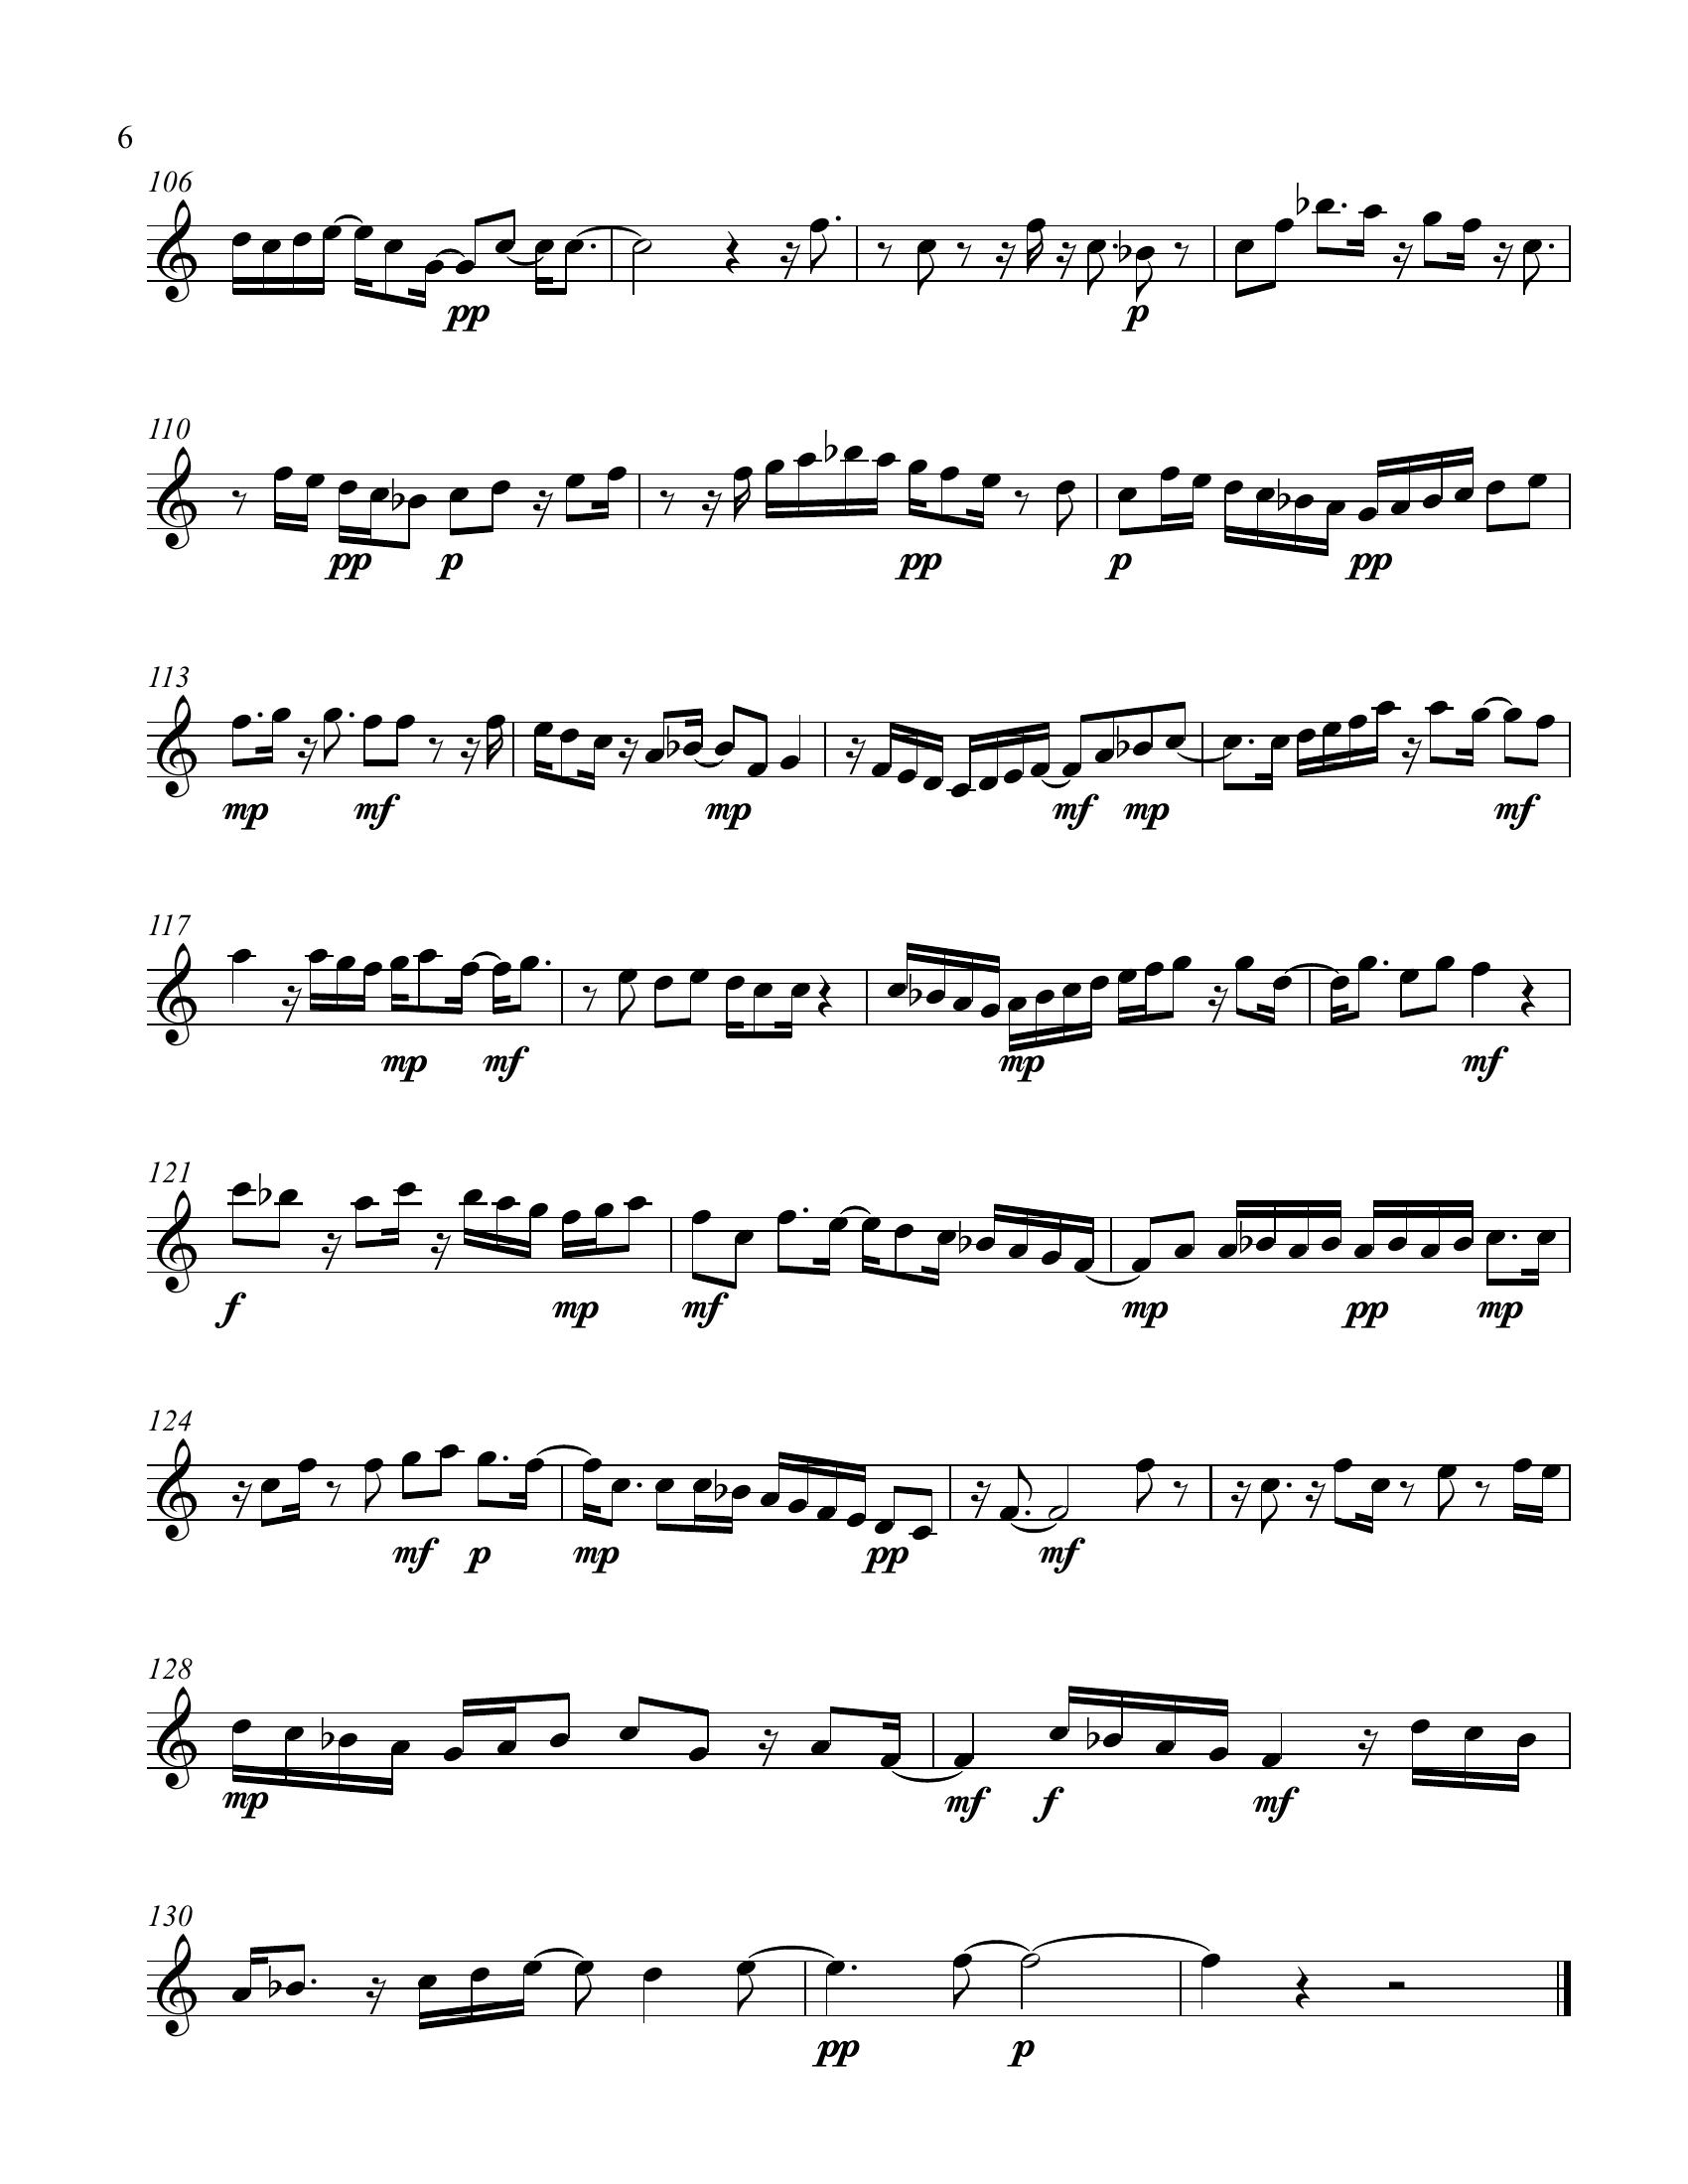 6
106
pp p
110
pp p pp p pp
113
mp mf mp mf mp mf
117
mp mf mp mf
121
f mp mf mp pp mp
124
mf p mp pp mf
128
mp mf f mf
130
pp p